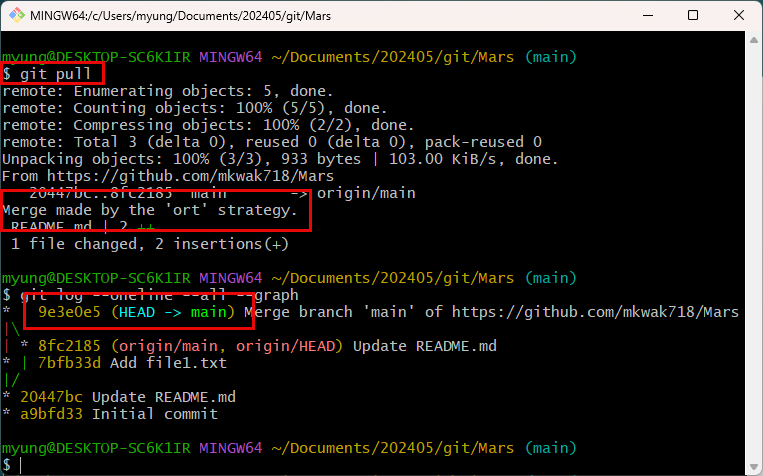 MINGW64:/c/Users/myung/Documents/202405/git/Mars
myung@DESKTOP-SC6K1IR MINGW64 ~/Documents/202405/git/Mars (main)
$ git pull
remote: Enumerating objects: 5, done.
remote: Counting objects: 100% (5/5), done.
remote: Compressing objects: 100% (2/2), done.
remote: Total 3 (delta 0), reused 0 (delta 0), pack-reused 0
Unpacking objects: 100% (3/3), 933 bytes | 103.00 KiB/s, done.
From https://github.com/mkwak718/Mars
   20447bc..8fc2185  main       -> origin/main
Merge made by the 'ort' strategy.
 README.md | 2 ++
 1 file changed, 2 insertions(+)
myung@DESKTOP-SC6K1IR MINGW64 ~/Documents/202405/git/Mars (main)
$ git log --oneline --all --graph
*   9e3e0e5 (HEAD -> main) Merge branch 'main' of https://github.com/mkwak718/Mars
|\
| * 8fc2185 (origin/main, origin/HEAD) Update README.md
* | 7bfb33d Add file1.txt
|/
* 20447bc Update README.md
* a9bfd33 Initial commit
myung@DESKTOP-SC6K1IR MINGW64 ~/Documents/202405/git/Mars (main)
$